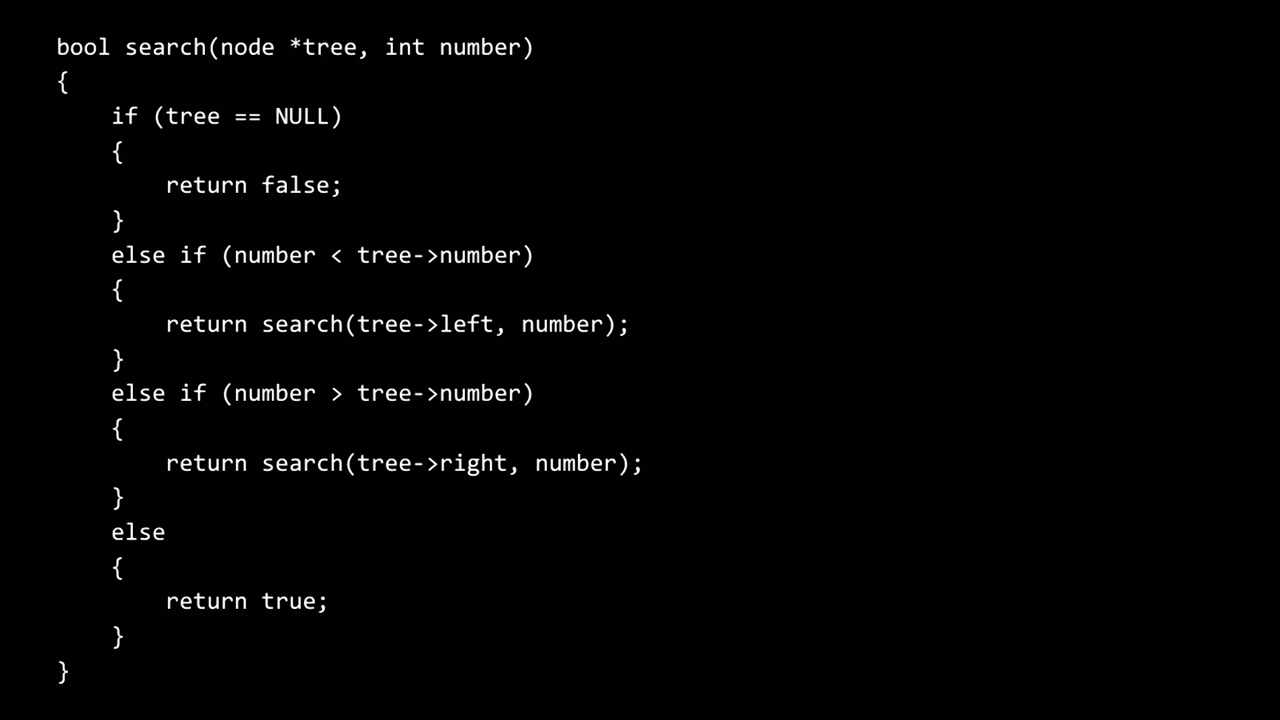 bool search(node *tree, int number)
{
    if (tree == NULL)
    {
        return false;
    }
    else if (number < tree->number)
    {
        return search(tree->left, number);
    }
    else if (number > tree->number)
    {
        return search(tree->right, number);
    }
    else
    {
        return true;
    }
}